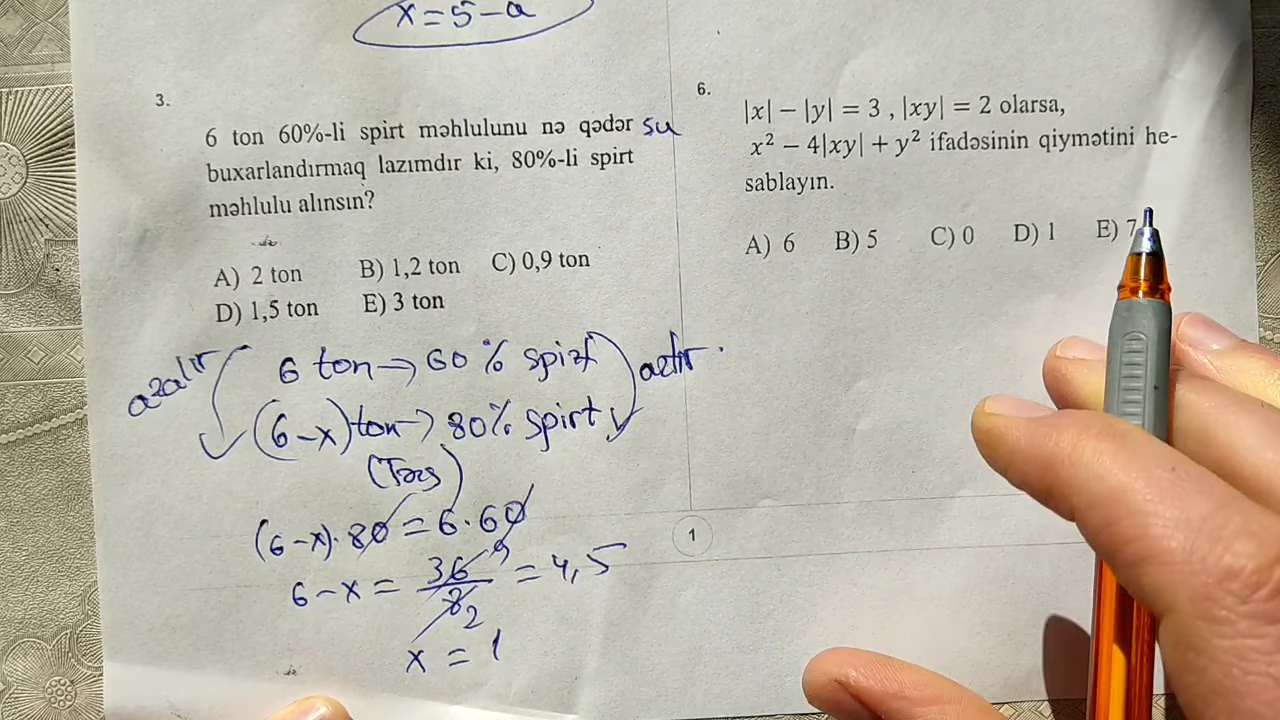 x = 5 - a
3.
6 ton 60%-li spirt məhlulunu nə qədər su
buxarlandırmaq lazımdır ki, 80%-li spirt
məhlulu alınsın?
A) 2 ton B) 1,2 ton C) 0,9 ton
D) 1,5 ton E) 3 ton
azalır 6 ton → 60 % spirt artır.
(6-x) ton → 80% spirt
(Tərs)
(6-x)·80 = 6·60
6-x = 36/8 9/2 = 4,5
x = 1
6.
|x| − |y| = 3 , |xy| = 2 olarsa,
x² − 4|xy| + y² ifadəsinin qiymətini he-
sablayın.
A) 6 B) 5 C) 0 D) 1 E) 7
1